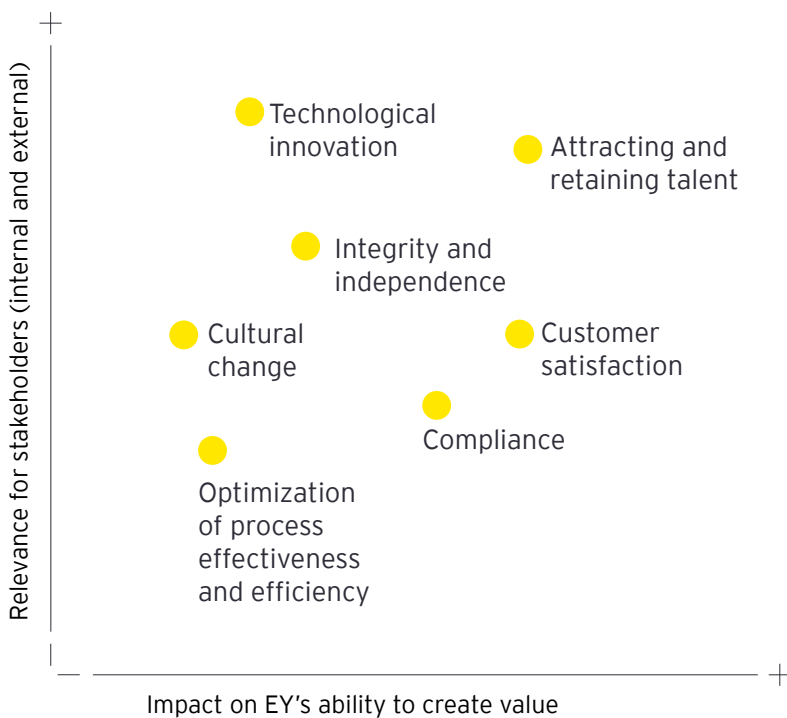 Relevance for stakeholders (internal and external)
Technological
innovation
Attracting and
retaining talent
Integrity and
independence
Cultural
change
Customer
satisfaction
Compliance
Optimization
of process
effectiveness
and efficiency
Impact on EY's ability to create value